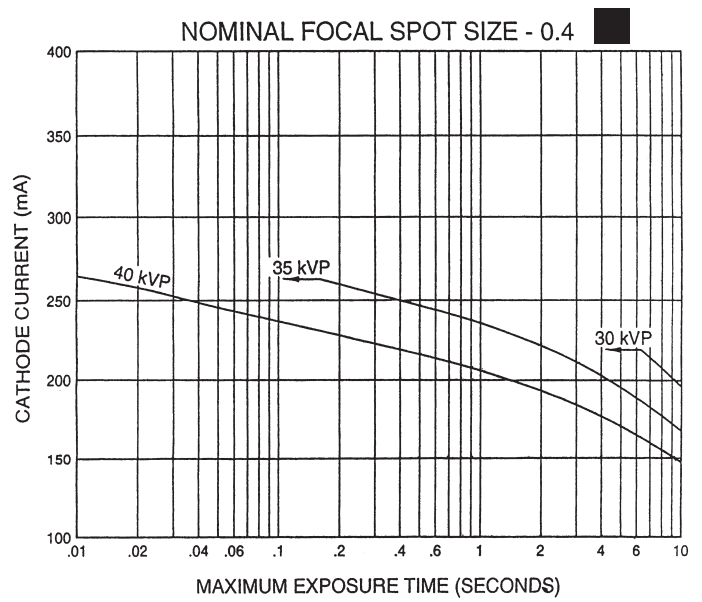 NOMINAL FOCAL SPOT SIZE - 0.4
400
350
300
250
200
150
100
CATHODE CURRENT (mA)
40 kVP
35 kVP
30 kVP
.01 .02 .04 .06 .1 .2 .4 .6 1 2 4 6 10
MAXIMUM EXPOSURE TIME (SECONDS)